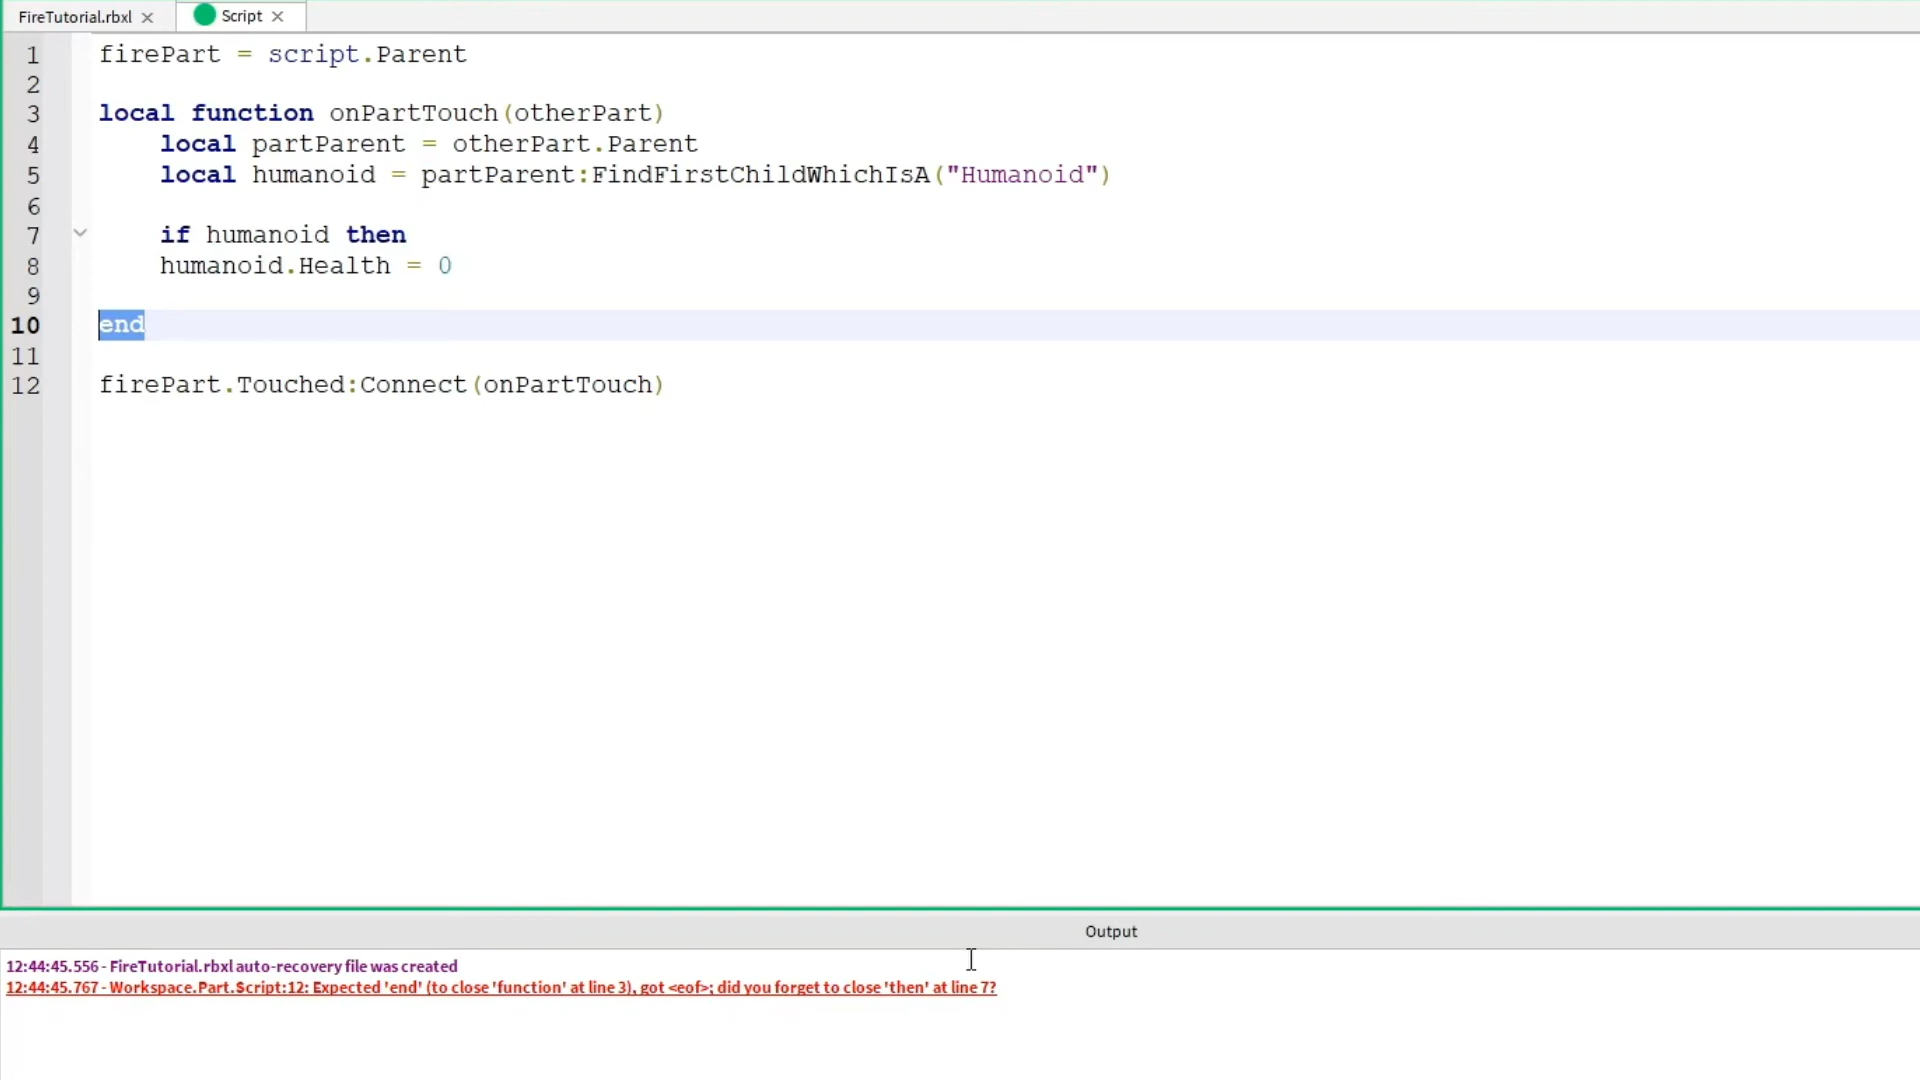 FireTutorial.rbxl × Script ×
1 firePart = script.Parent
2
3 local function onPartTouch(otherPart)
4     local partParent = otherPart.Parent
5     local humanoid = partParent:FindFirstChildWhichIsA("Humanoid")
6
7     if humanoid then
8     humanoid.Health = 0
9
10 end
11
12 firePart.Touched:Connect(onPartTouch)
Output
12:44:45.556 - FireTutorial.rbxl auto-recovery file was created
12:44:45.767 - Workspace.Part.Script:12: Expected 'end' (to close 'function' at line 3), got <eof>; did you forget to close 'then' at line 7?